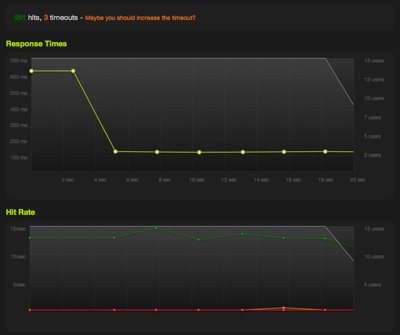 251 hits, 3 timeouts - Maybe you should increase the timeout?
Response Times
700 ms
600 ms
500 ms
400 ms
300 ms
200 ms
100 ms
15 users
12 users
10 users
7 users
5 users
2 users
2 sec 4 sec 6 sec 8 sec 10 sec 12 sec 14 sec 16 sec 18 sec 20 sec
Hit Rate
15/sec
10/sec
5/sec
15 users
10 users
5 users